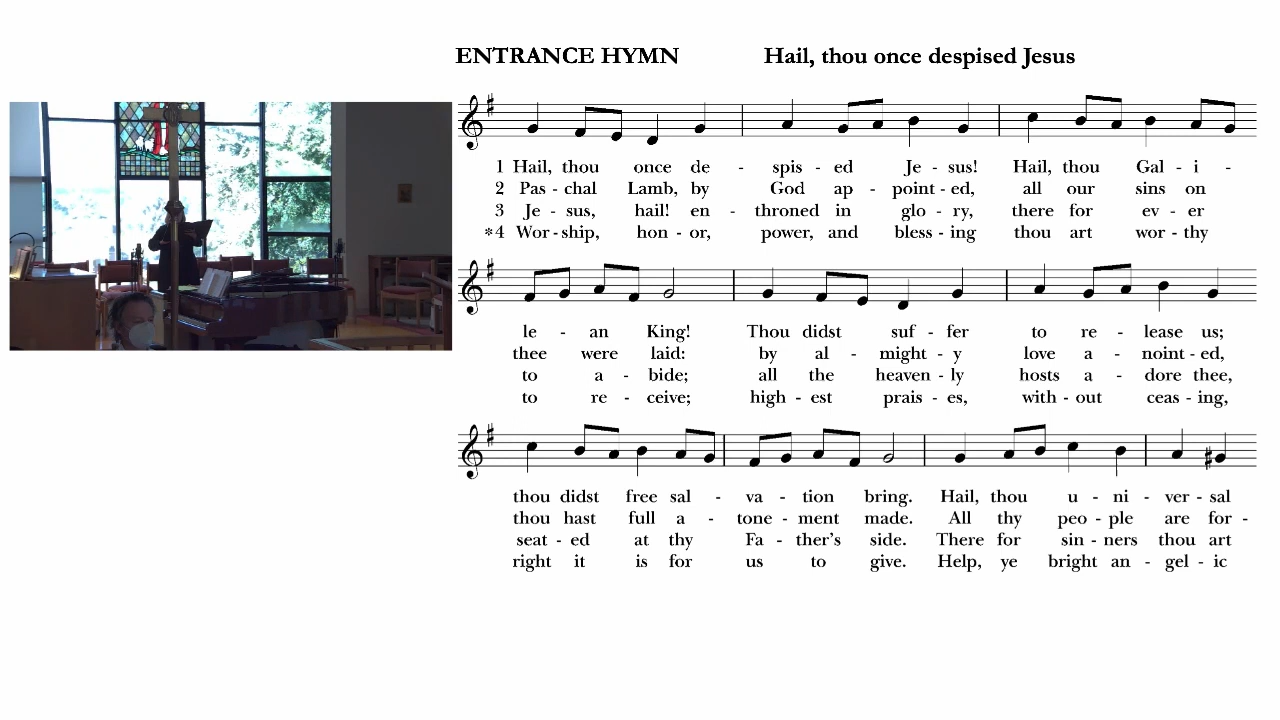 ENTRANCE HYMN Hail, thou once despised Jesus
1 Hail, thou once de - spis - ed Je - sus! Hail, thou Gal - i -
2 Pas - chal Lamb, by God ap - point - ed, all our sins on
3 Je - sus, hail! en - throned in glo - ry, there for ev - er
*4 Wor - ship, hon - or, power, and bless - ing thou art wor - thy
le - an King! Thou didst suf - fer to re - lease us;
thee were laid: by al - might - y love a - noint - ed,
to a - bide; all the heaven - ly hosts a - dore thee,
to re - ceive; high - est prais - es, with - out ceas - ing,
thou didst free sal - va - tion bring. Hail, thou u - ni - ver - sal
thou hast full a - tone - ment made. All thy peo - ple are for -
seat - ed at thy Fa - ther's side. There for sin - ners thou art
right it is for us to give. Help, ye bright an - gel - ic